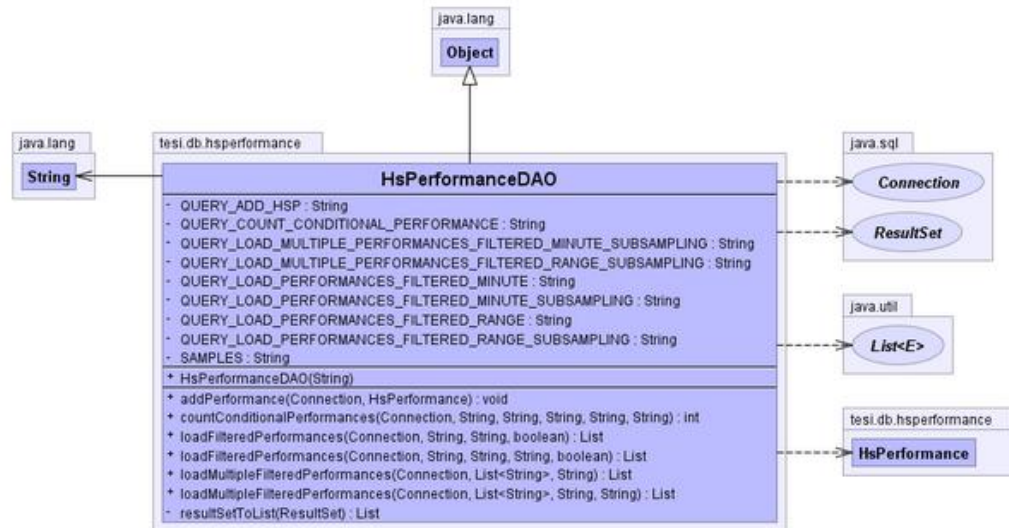 java.lang
Object
java.lang
String
tesi.db.hsperformance
HsPerformanceDAO
- QUERY_ADD_HSP : String
- QUERY_COUNT_CONDITIONAL_PERFORMANCE : String
- QUERY_LOAD_MULTIPLE_PERFORMANCES_FILTERED_MINUTE_SUBSAMPLING : String
- QUERY_LOAD_MULTIPLE_PERFORMANCES_FILTERED_RANGE_SUBSAMPLING : String
- QUERY_LOAD_PERFORMANCES_FILTERED_MINUTE : String
- QUERY_LOAD_PERFORMANCES_FILTERED_MINUTE_SUBSAMPLING : String
- QUERY_LOAD_PERFORMANCES_FILTERED_RANGE : String
- QUERY_LOAD_PERFORMANCES_FILTERED_RANGE_SUBSAMPLING : String
- SAMPLES : String
+ HsPerformanceDAO(String)
+ addPerformance(Connection, HsPerformance) : void
+ countConditionalPerformances(Connection, String, String, String, String, String) : int
+ loadFilteredPerformances(Connection, String, String, boolean) : List
+ loadFilteredPerformances(Connection, String, String, String, boolean) : List
+ loadMultipleFilteredPerformances(Connection, List<String>, String) : List
+ loadMultipleFilteredPerformances(Connection, List<String>, String, String) : List
- resultSetToList(ResultSet) : List
java.sql
Connection
ResultSet
java.util
List<E>
tesi.db.hsperformance
HsPerformance